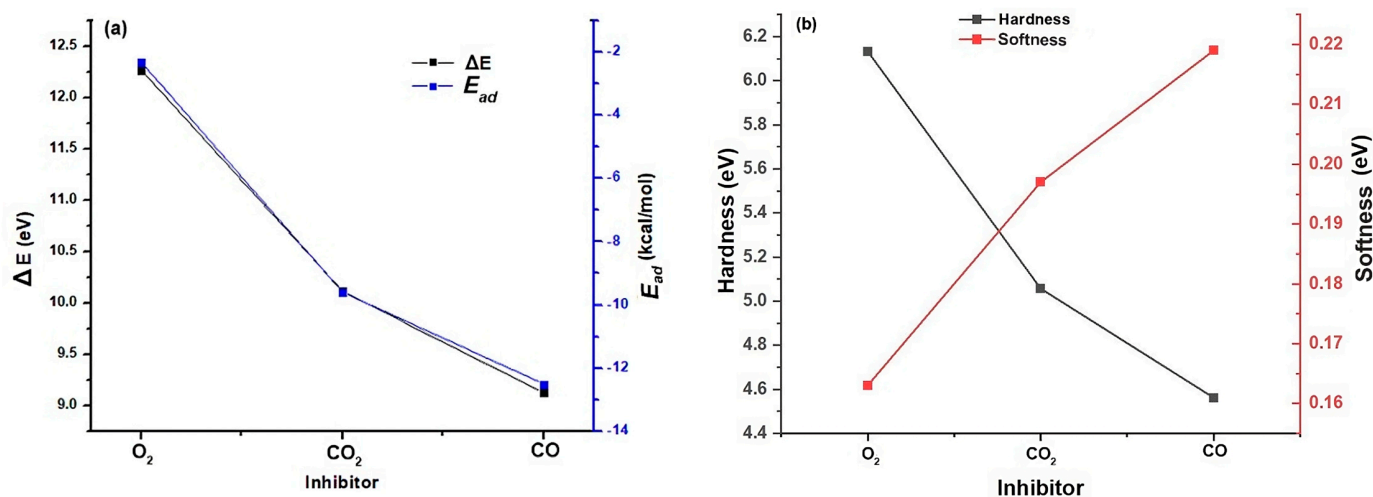 (a)
ΔE
E_ad
12.5
12.0
11.5
11.0
10.5
10.0
9.5
9.0
Δ E (eV)
-2
-4
-6
-8
-10
-12
-14
E_ad (kcal/mol)
O₂
CO₂
CO
Inhibitor
(b)
Hardness
Softness
6.2
6.0
5.8
5.6
5.4
5.2
5.0
4.8
4.6
4.4
Hardness (eV)
0.22
0.21
0.20
0.19
0.18
0.17
0.16
Softness (eV)
O₂
CO₂
CO
Inhibitor